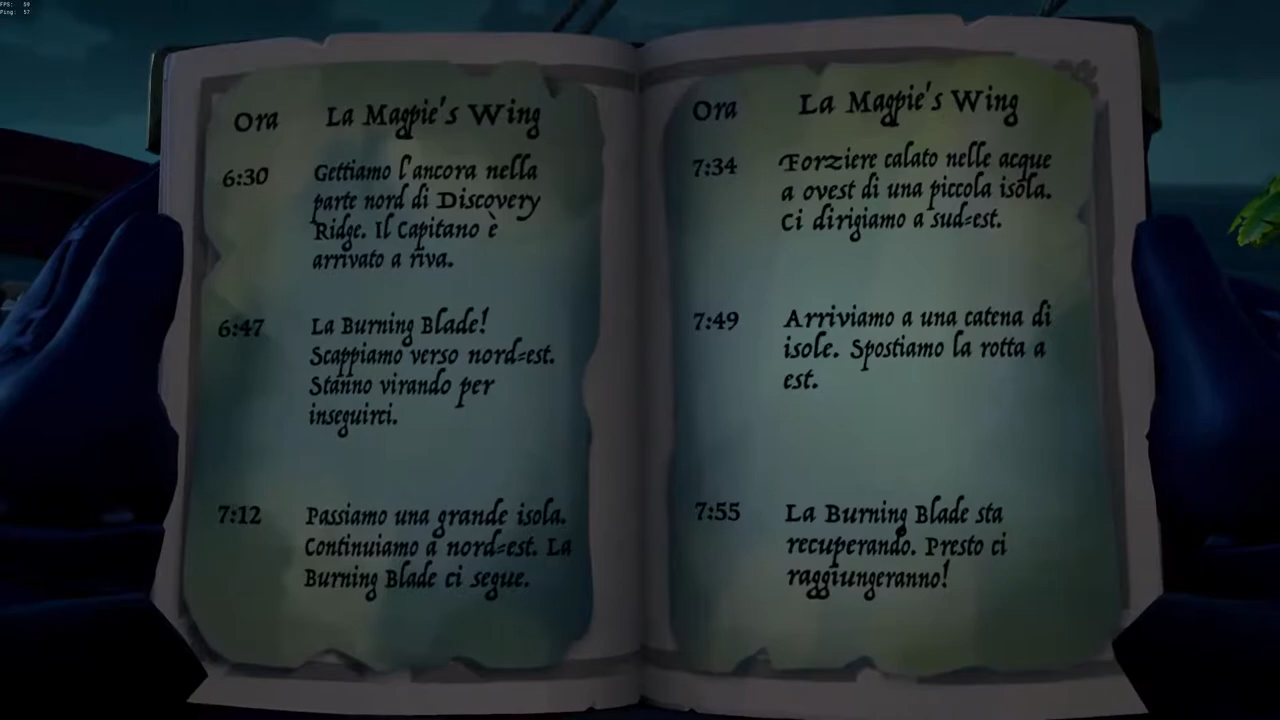 FPS: 59
Ping: 57
Ora La Magpie's Wing
6:30 Gettiamo l'ancora nella
parte nord di Discovery
Ridge. Il Capitano è
arrivato a riva.
6:47 La Burning Blade!
Scappiamo verso nord-est.
Stanno virando per
inseguirci.
7:12 Passiamo una grande isola.
Continuiamo a nord-est. La
Burning Blade ci segue.
Ora La Magpie's Wing
7:34 Forziere calato nelle acque
a ovest di una piccola isola.
Ci dirigiamo a sud-est.
7:49 Arriviamo a una catena di
isole. Spostiamo la rotta a
est.
7:55 La Burning Blade sta
recuperando. Presto ci
raggiungeranno!